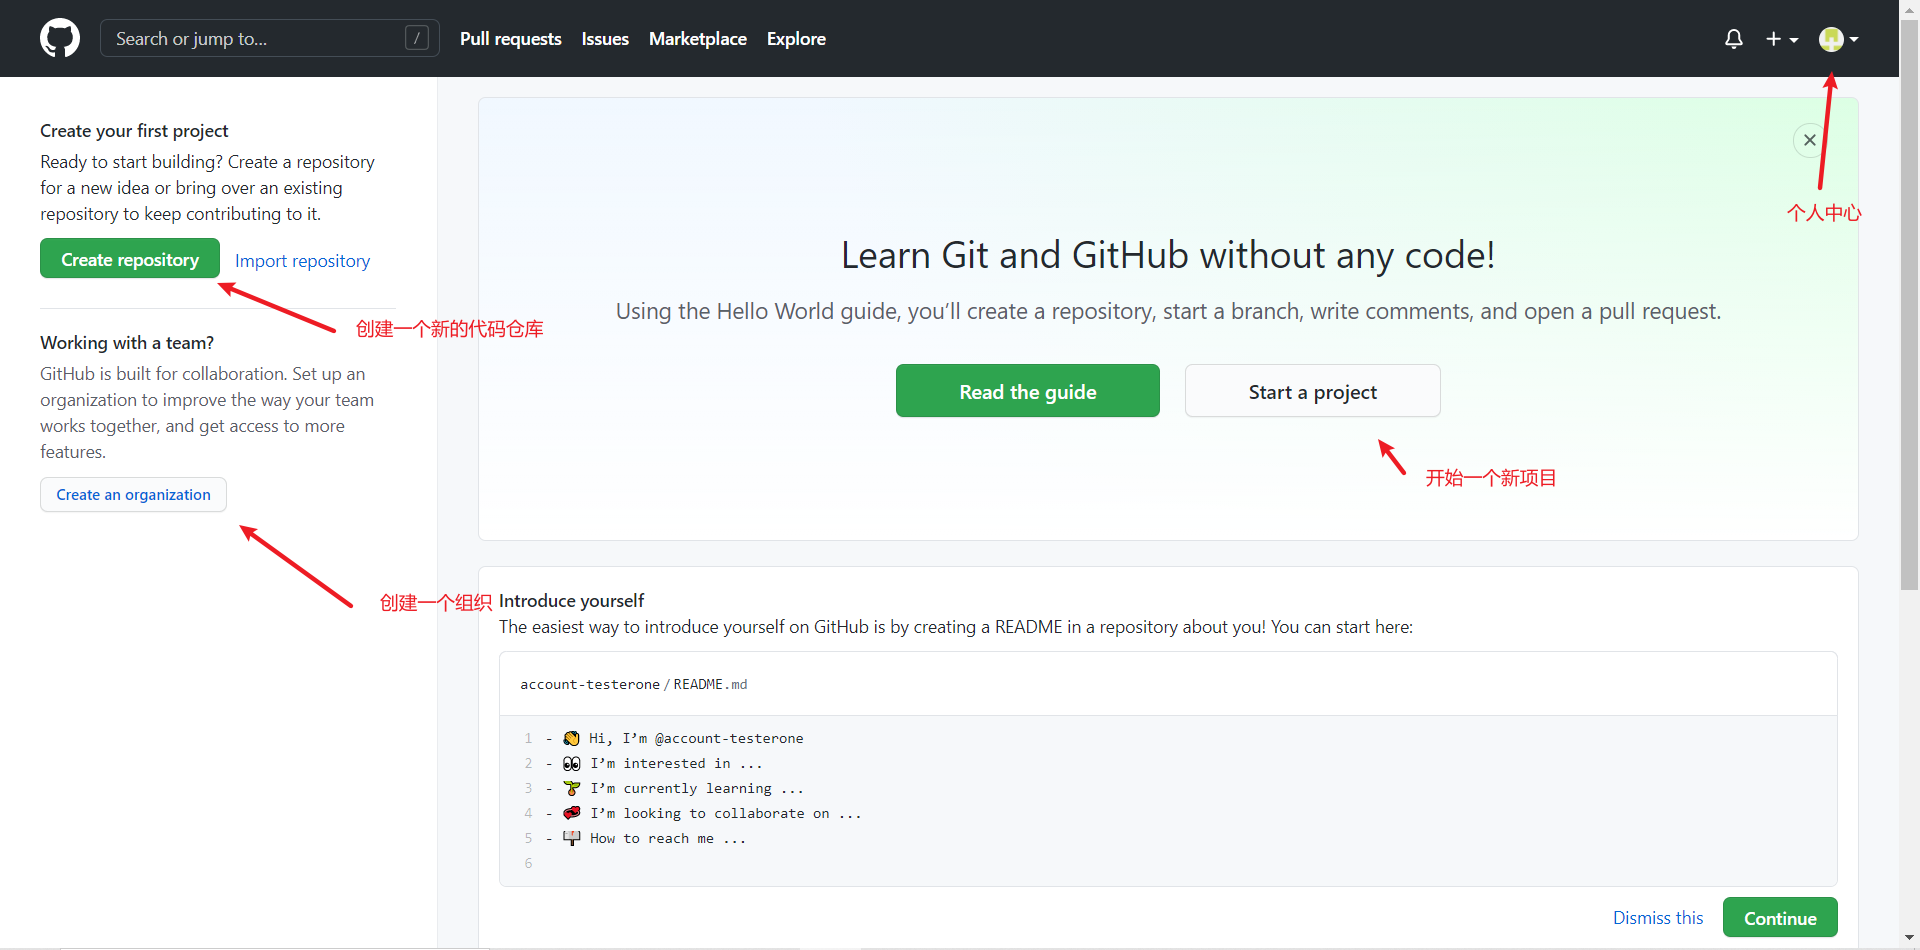 Search or jump to...
/
Pull requests
Issues
Marketplace
Explore
Create your first project
Ready to start building? Create a repository
for a new idea or bring over an existing
repository to keep contributing to it.
Create repository
Import repository
创建一个新的代码仓库
Working with a team?
GitHub is built for collaboration. Set up an
organization to improve the way your team
works together, and get access to more
features.
Create an organization
创建一个组织
个人中心
Learn Git and GitHub without any code!
Using the Hello World guide, you’ll create a repository, start a branch, write comments, and open a pull request.
Read the guide
Start a project
开始一个新项目
Introduce yourself
The easiest way to introduce yourself on GitHub is by creating a README in a repository about you! You can start here:
account-testerone/README.md
1 - 👋 Hi, I’m @account-testerone
2 - 👀 I’m interested in ...
3 - 🌱 I’m currently learning ...
4 - 💞️ I’m looking to collaborate on ...
5 - 📫 How to reach me ...
6
Dismiss this
Continue